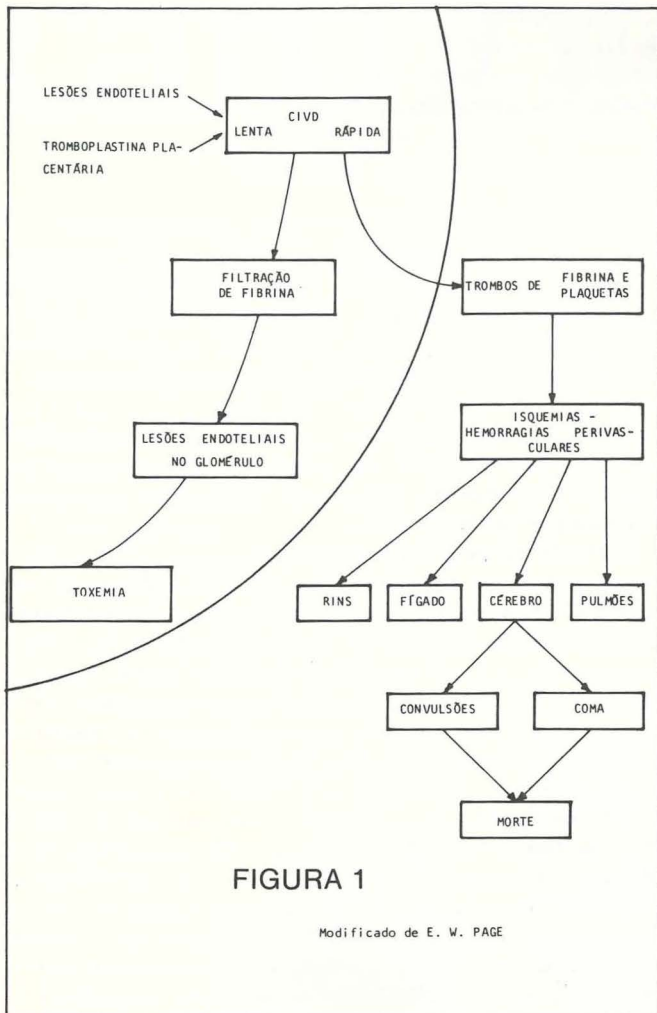 LESÕES ENDOTELIAIS
TROMBOPLASTINA PLA-
CENTÁRIA
CIVD
LENTA RÁPIDA
FILTRAÇÃO
DE FIBRINA
TROMBOS DE FIBRINA E
PLAQUETAS
LESÕES ENDOTELIAIS
NO GLOMÉRULO
ISQUEMIAS -
HEMORRAGIAS PERIVAS-
CULARES
TOXEMIA
RINS
FÍGADO
CÉREBRO
PULMÕES
CONVULSÕES
COMA
MORTE
FIGURA 1
Modificado de E. W. PAGE